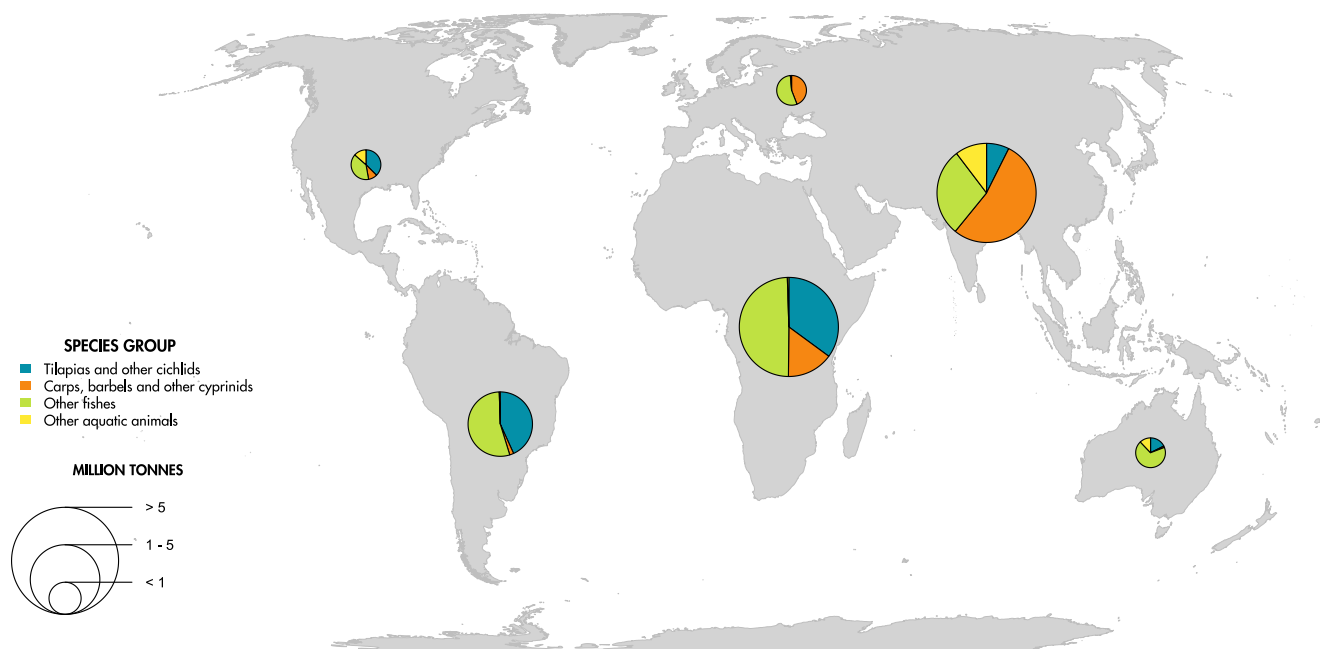 SPECIES GROUP
Tilapias and other cichlids
Carps, barbels and other cyprinids
Other fishes
Other aquatic animals
MILLION TONNES
> 5
1 - 5
< 1